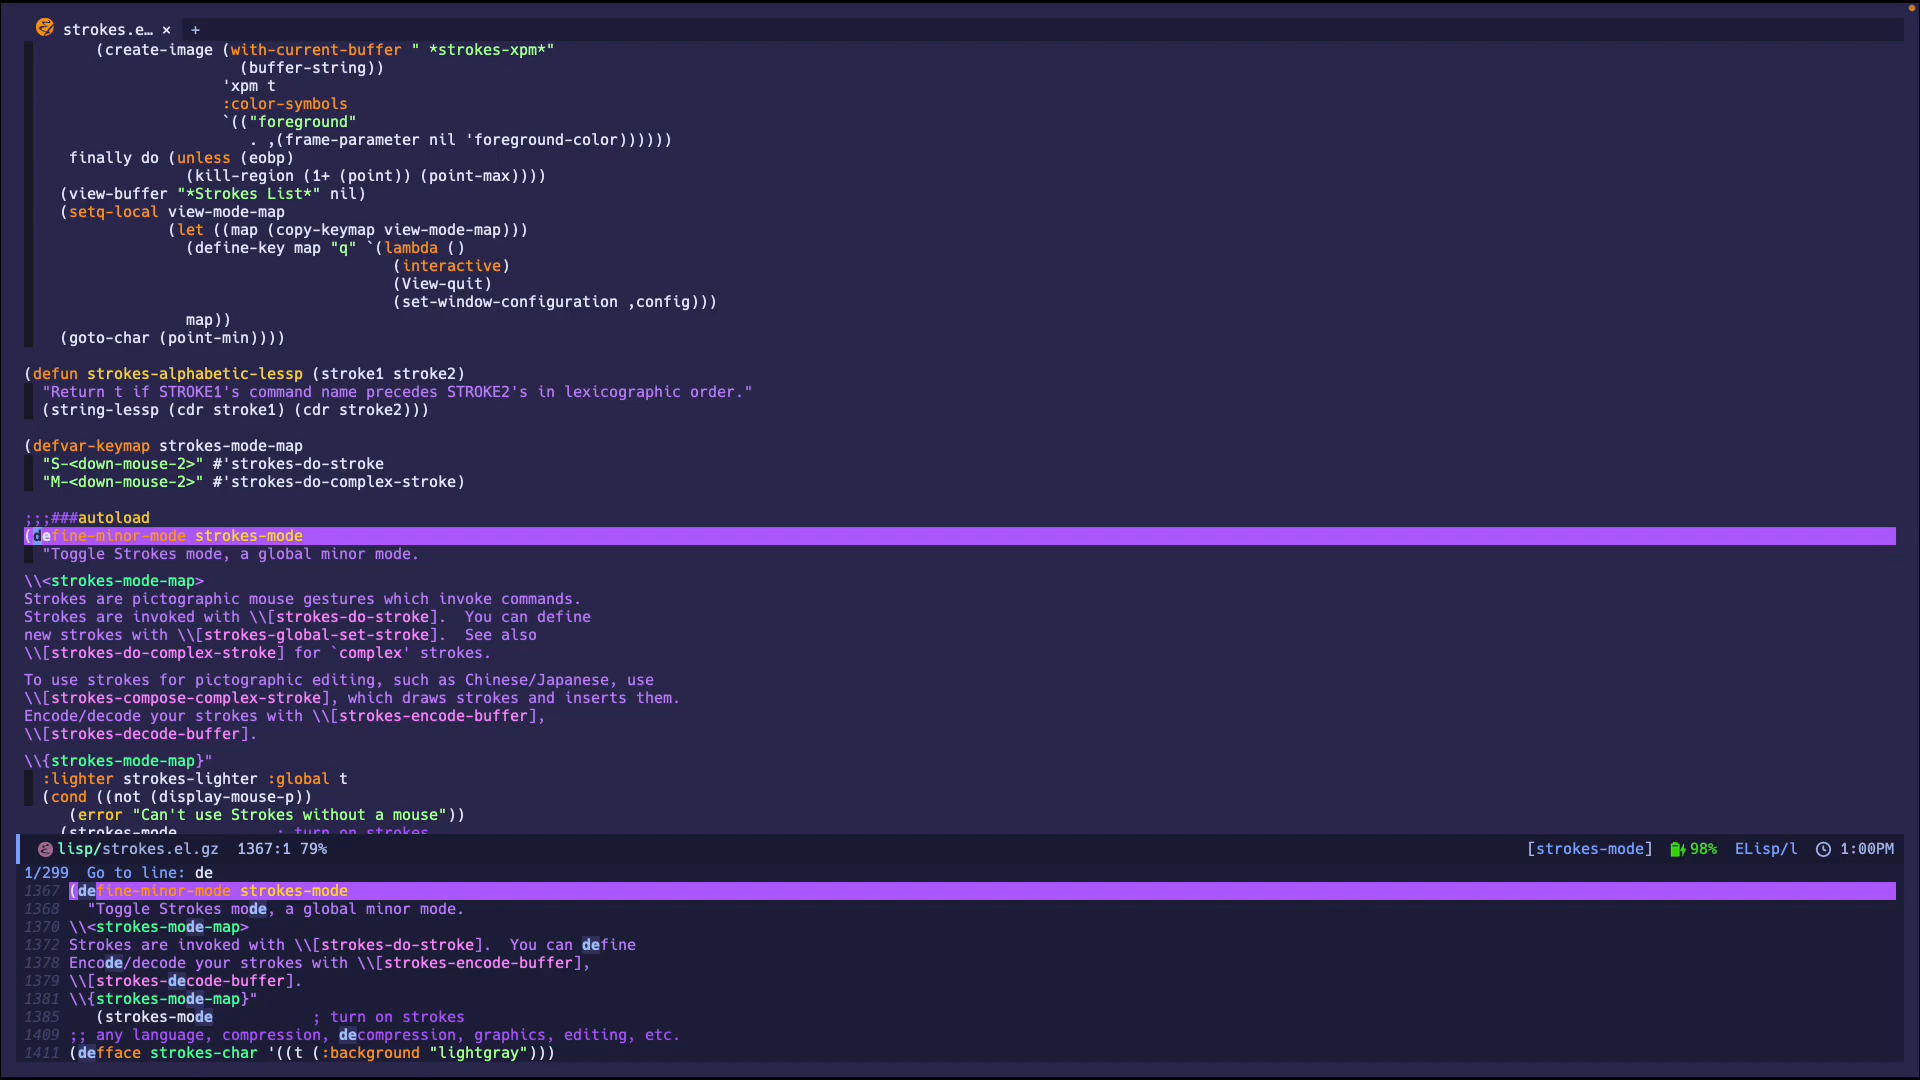 strokes.e… × +
(create-image (with-current-buffer " *strokes-xpm*"
(buffer-string))
'xpm t
:color-symbols
`(("foreground"
. ,(frame-parameter nil 'foreground-color))))))
finally do (unless (eobp)
(kill-region (1+ (point)) (point-max))))
(view-buffer "*Strokes List*" nil)
(setq-local view-mode-map
(let ((map (copy-keymap view-mode-map)))
(define-key map "q" `(lambda ()
(interactive)
(View-quit)
(set-window-configuration ,config)))
map))
(goto-char (point-min))))
(defun strokes-alphabetic-lessp (stroke1 stroke2)
"Return t if STROKE1's command name precedes STROKE2's in lexicographic order."
(string-lessp (cdr stroke1) (cdr stroke2)))
(defvar-keymap strokes-mode-map
"S-<down-mouse-2>" #'strokes-do-stroke
"M-<down-mouse-2>" #'strokes-do-complex-stroke)
;;;###autoload
(define-minor-mode strokes-mode
"Toggle Strokes mode, a global minor mode.
\\<strokes-mode-map>
Strokes are pictographic mouse gestures which invoke commands.
Strokes are invoked with \\[strokes-do-stroke].  You can define
new strokes with \\[strokes-global-set-stroke].  See also
\\[strokes-do-complex-stroke] for `complex' strokes.
To use strokes for pictographic editing, such as Chinese/Japanese, use
\\[strokes-compose-complex-stroke], which draws strokes and inserts them.
Encode/decode your strokes with \\[strokes-encode-buffer],
\\[strokes-decode-buffer].
\\{strokes-mode-map}"
:lighter strokes-lighter :global t
(cond ((not (display-mouse-p))
(error "Can't use Strokes without a mouse"))
(strokes-mode ; turn on strokes
lisp/strokes.el.gz 1367:1 79% [strokes-mode] 98% ELisp/l 1:00PM
1/299 Go to line: de
1367 (define-minor-mode strokes-mode
1368 "Toggle Strokes mode, a global minor mode.
1370 \\<strokes-mode-map>
1372 Strokes are invoked with \\[strokes-do-stroke].  You can define
1378 Encode/decode your strokes with \\[strokes-encode-buffer],
1379 \\[strokes-decode-buffer].
1381 \\{strokes-mode-map}"
1385 (strokes-mode ; turn on strokes
1409 ;; any language, compression, decompression, graphics, editing, etc.
1411 (defface strokes-char '((t (:background "lightgray")))